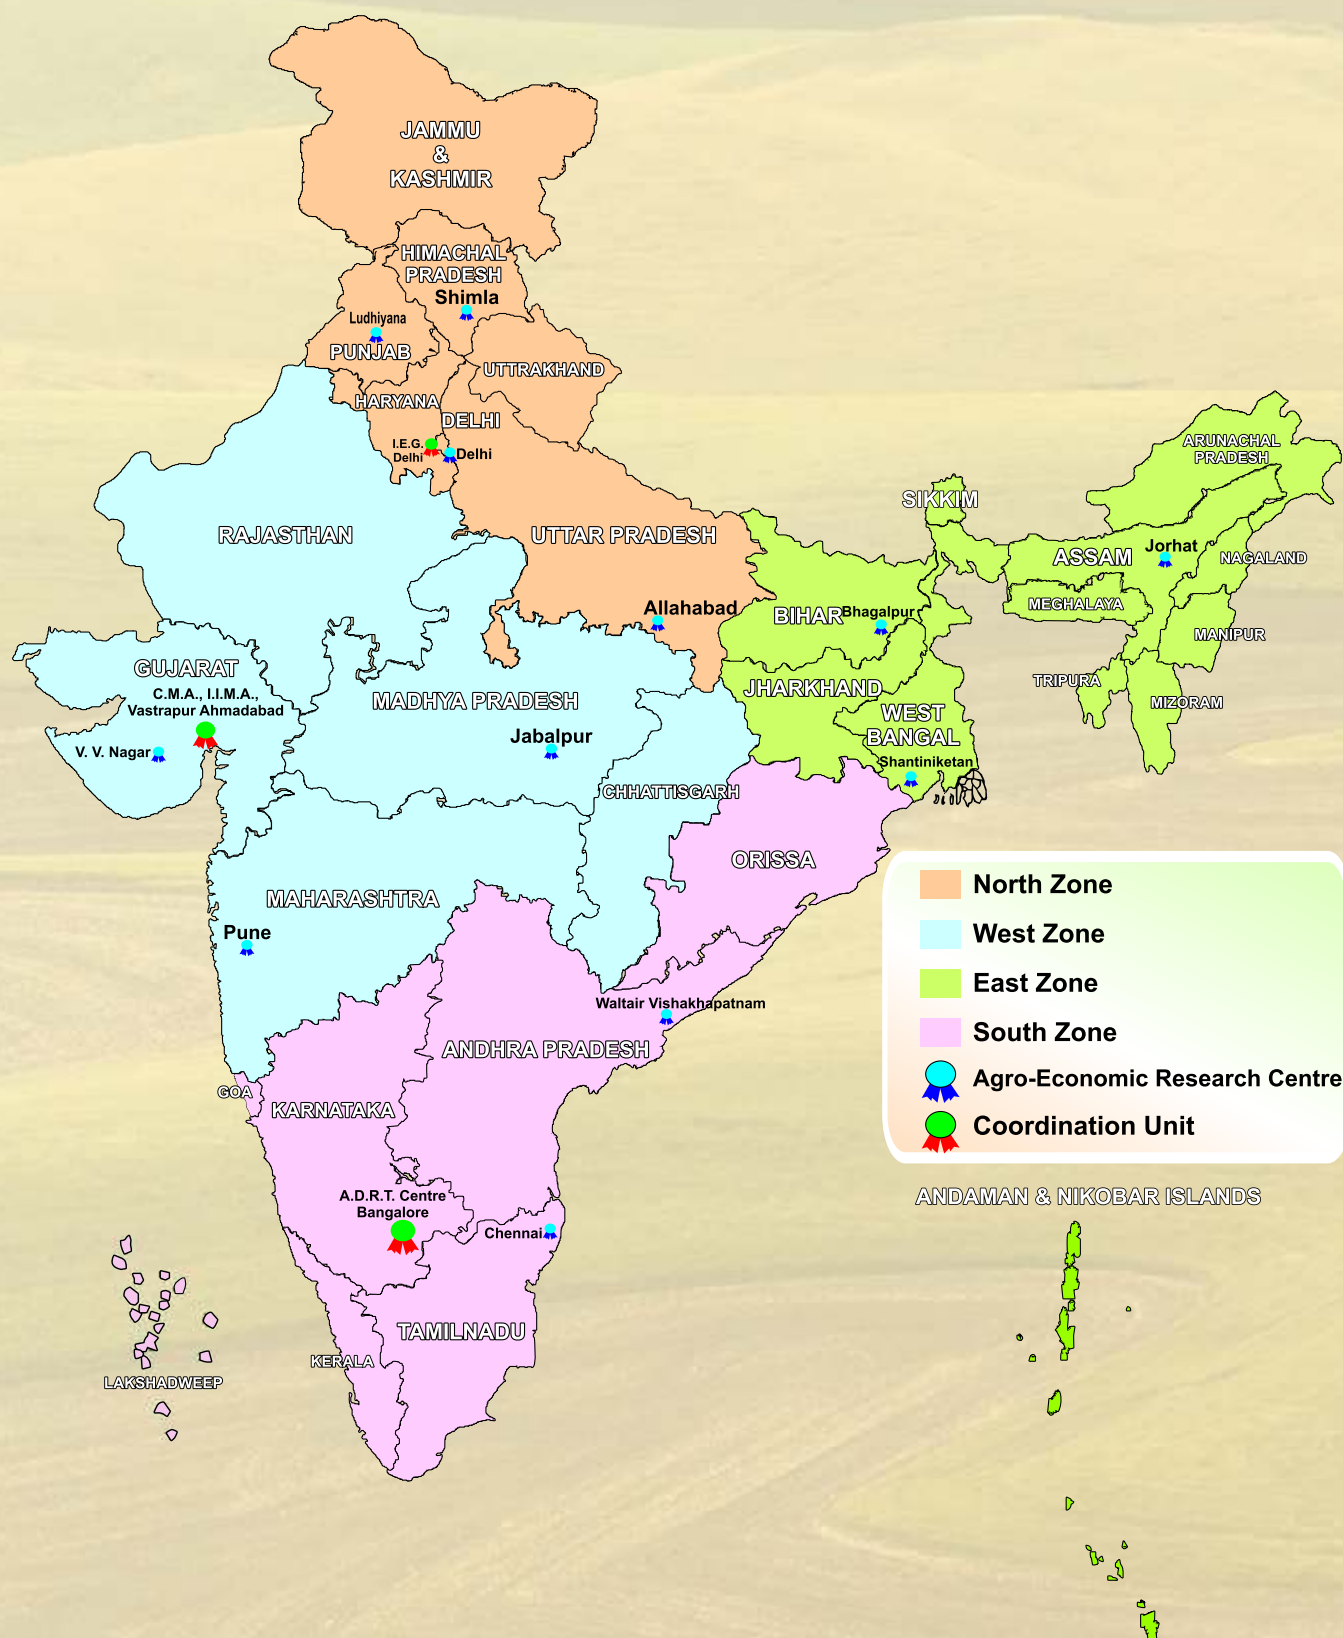 JAMMU
&
KASHMIR
HIMACHAL
PRADESH
Shimla
Ludhiyana
PUNJAB
UTTRAKHAND
HARYANA
DELHI
I.E.G.
Delhi
Delhi
ARUNACHAL
PRADESH
SIKKIM
RAJASTHAN
UTTAR PRADESH
ASSAM
Jorhat
NAGALAND
MEGHALAYA
Allahabad
BIHAR
Bhagalpur
MANIPUR
GUJARAT
C.M.A., I.I.M.A.,
Vastrapur Ahmadabad
V. V. Nagar
MADHYA PRADESH
Jabalpur
JHARKHAND
WEST
BANGAL
Shantiniketan
TRIPURA
MIZORAM
CHHATTISGARH
ORISSA
MAHARASHTRA
Pune
North Zone
West Zone
East Zone
South Zone
Agro-Economic Research Centre
Coordination Unit
Waltair Vishakhapatnam
ANDHRA PRADESH
GOA
KARNATAKA
A.D.R.T. Centre
Bangalore
Chennai
ANDAMAN & NIKOBAR ISLANDS
TAMILNADU
KERALA
LAKSHADWEEP